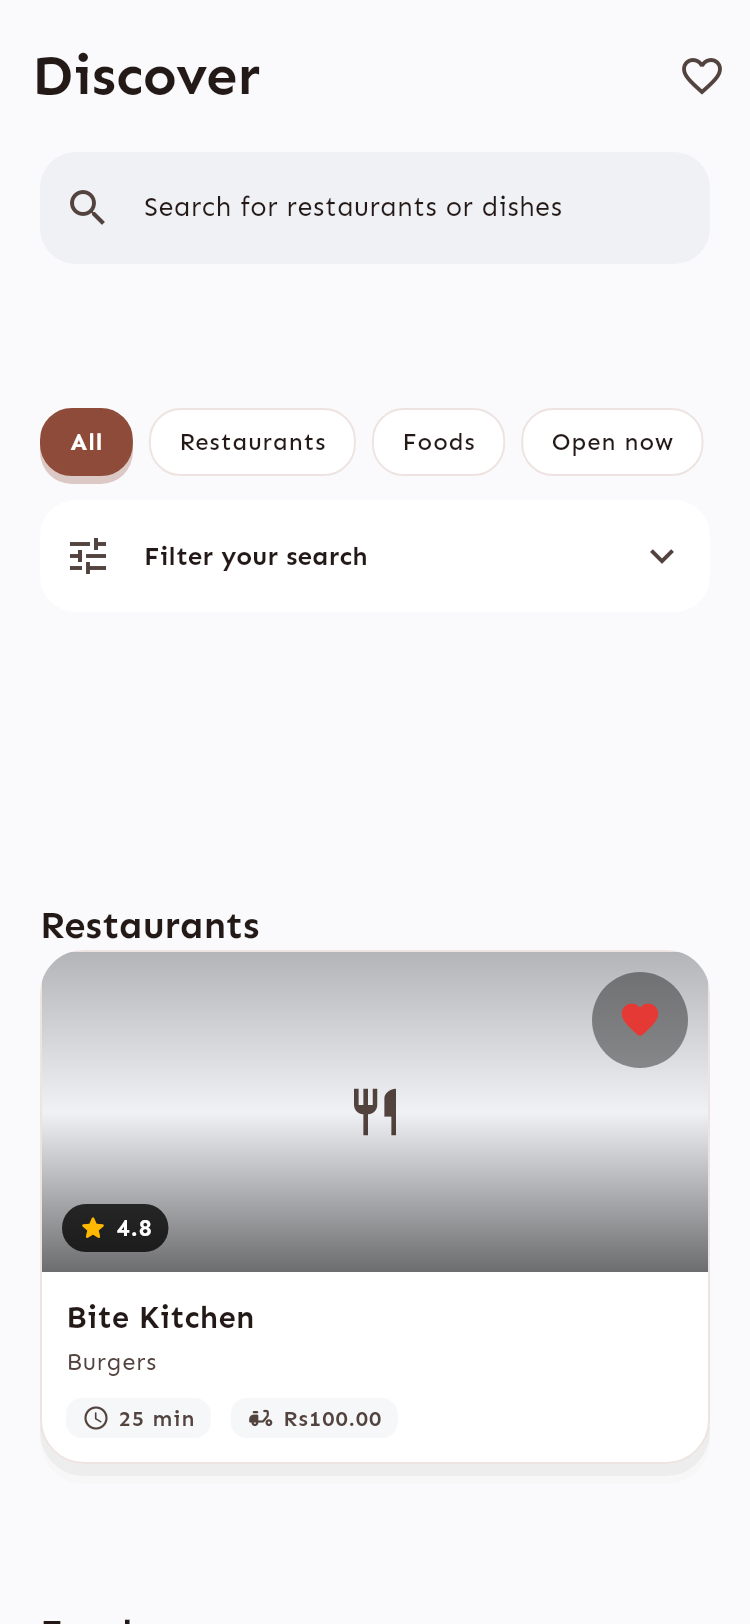 Discover
Search for restaurants or dishes
All
Restaurants
Foods
Open now
Filter your search
Restaurants
4.8
Bite Kitchen
Burgers
25 min
Rs100.00